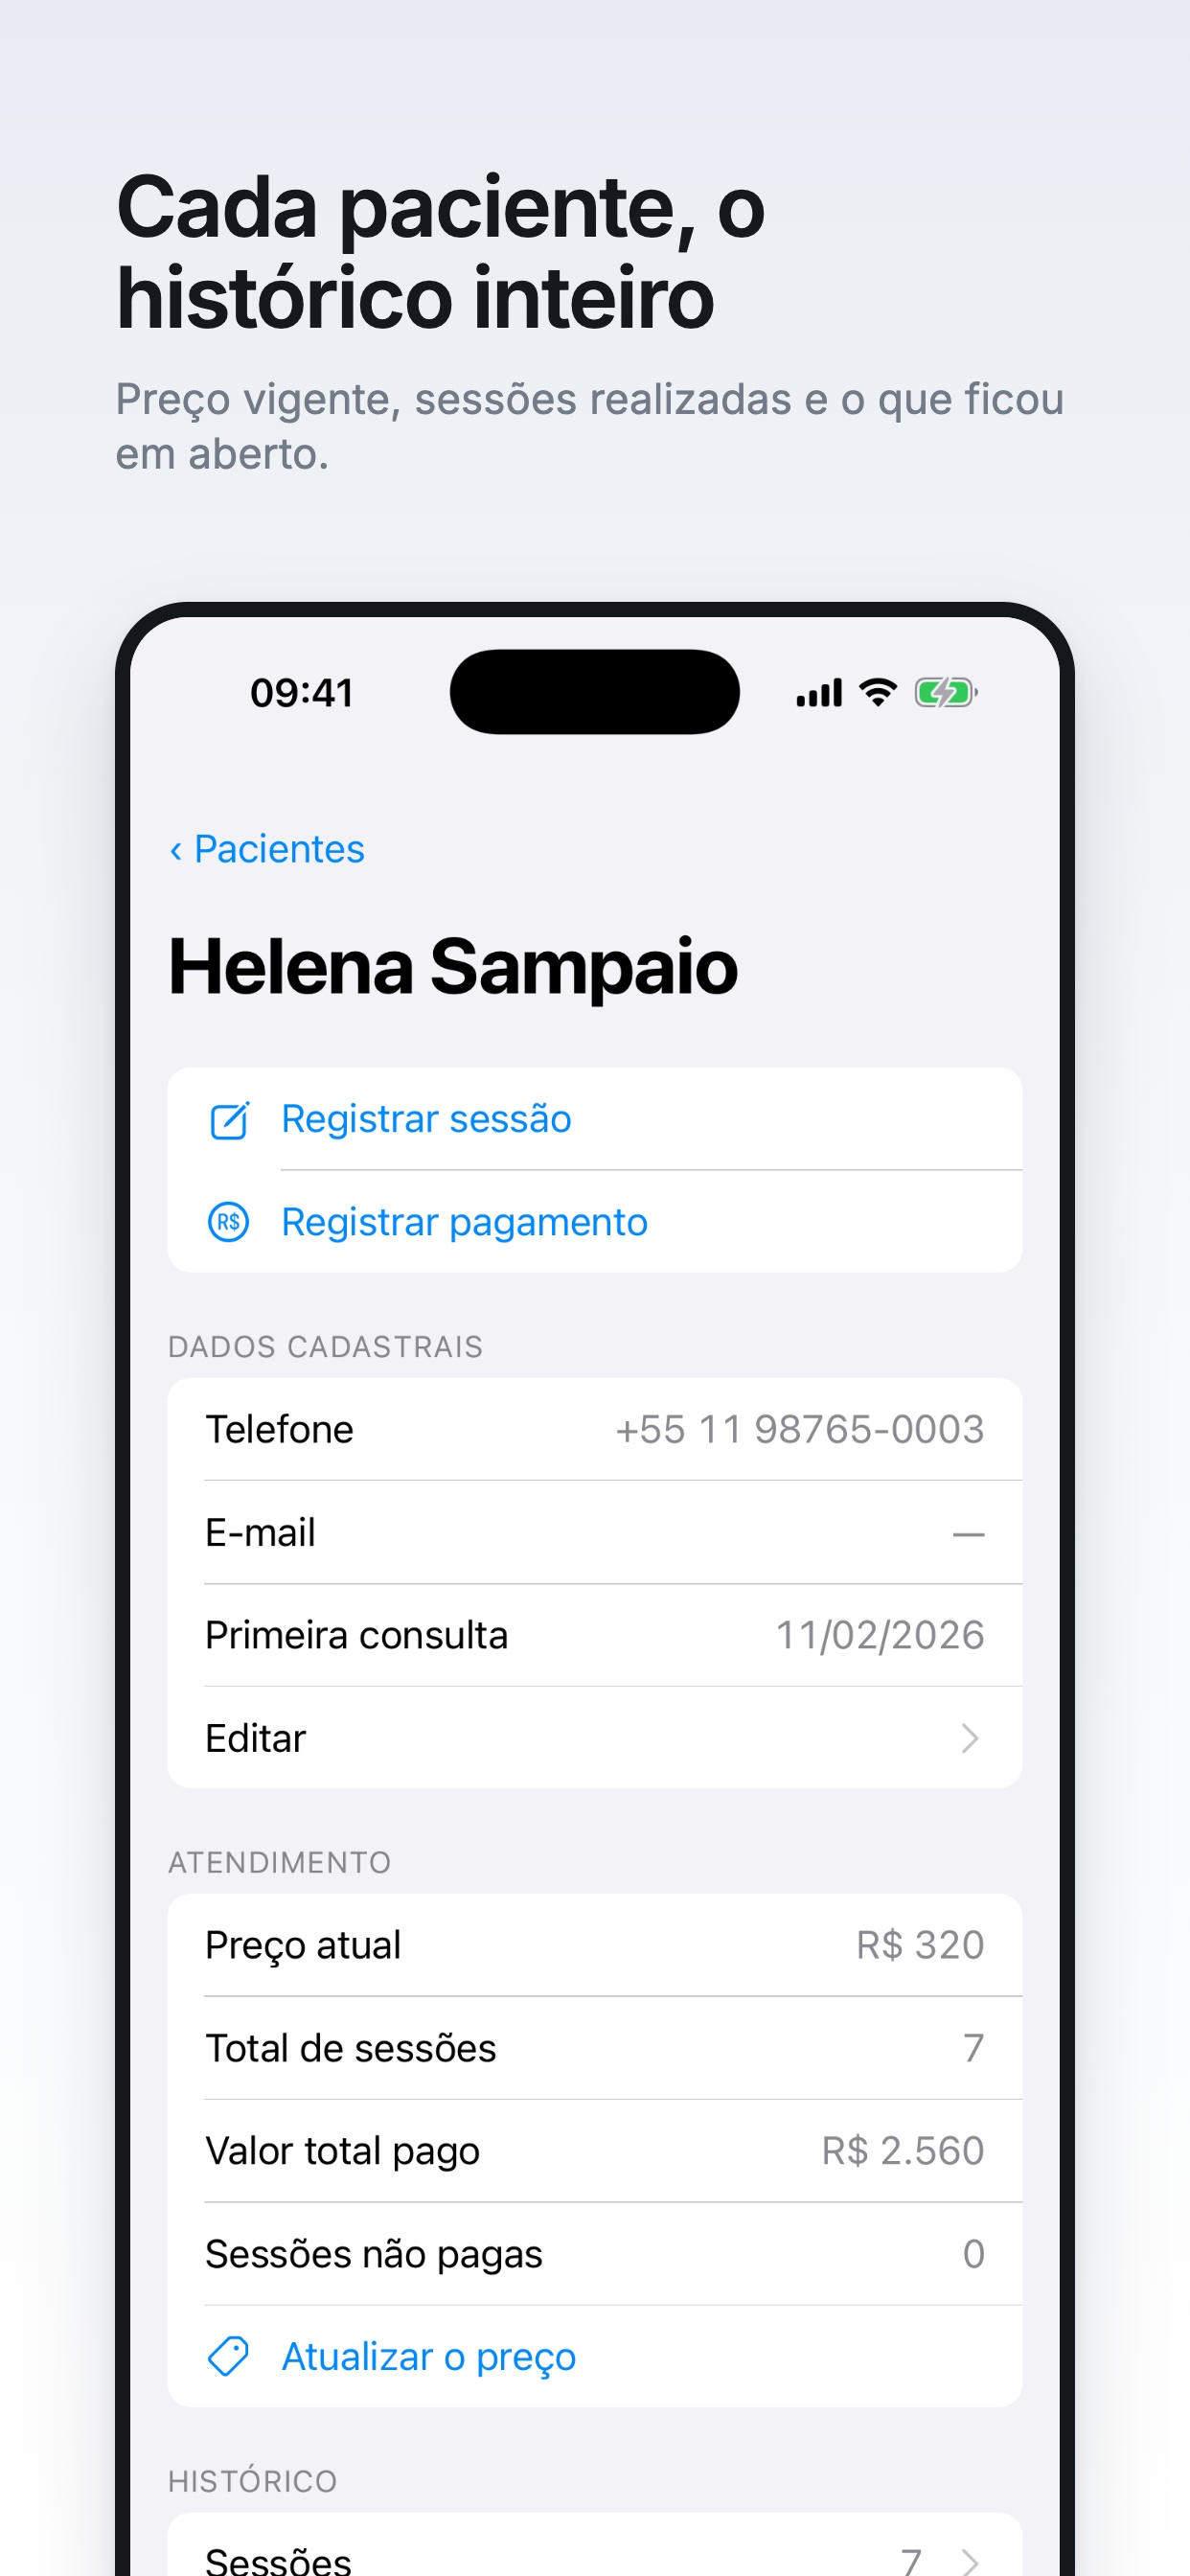 Cada paciente, o
histórico inteiro
Preço vigente, sessões realizadas e o que ficou
em aberto.
09:41
‹ Pacientes
Helena Sampaio
Registrar sessão
R$ Registrar pagamento
DADOS CADASTRAIS
Telefone +55 11 98765-0003
E-mail —
Primeira consulta 11/02/2026
Editar
ATENDIMENTO
Preço atual R$ 320
Total de sessões 7
Valor total pago R$ 2.560
Sessões não pagas 0
Atualizar o preço
HISTÓRICO
Sessões 7